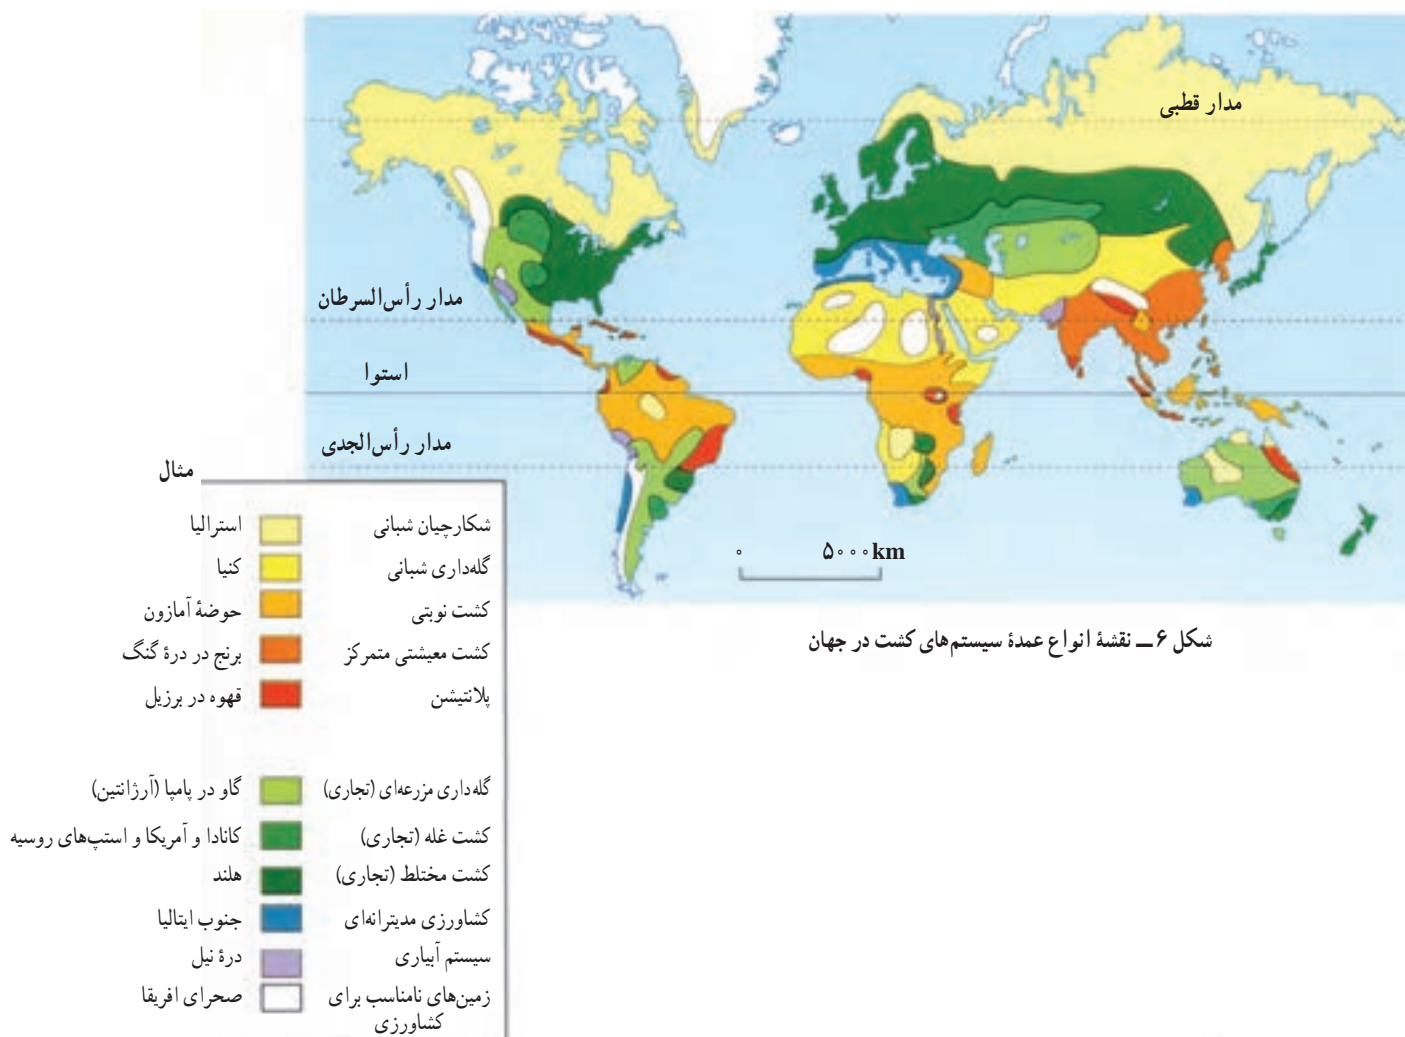 مدار قطبی
مدار رأس‌السرطان
استوا
مدار رأس‌الجدی
۰ ۵۰۰۰km
شکل ۶ــ نقشهٔ انواع عمدهٔ سیستم‌های کشت در جهان
مثال
شکارچیان شبانی استرالیا
گله‌داری شبانی کنیا
کشت نوبتی حوضهٔ آمازون
کشت معیشتی متمرکز برنج در درهٔ گنگ
پلانتیشن قهوه در برزیل
گله‌داری مزرعه‌ای (تجاری) گاو در پامپا (آرژانتین)
کشت غله (تجاری) کانادا و آمریکا و استپ‌های روسیه
کشت مختلط (تجاری) هلند
کشاورزی مدیترانه‌ای جنوب ایتالیا
سیستم آبیاری درهٔ نیل
زمین‌های نامناسب برای صحرای افریقا
کشاورزی